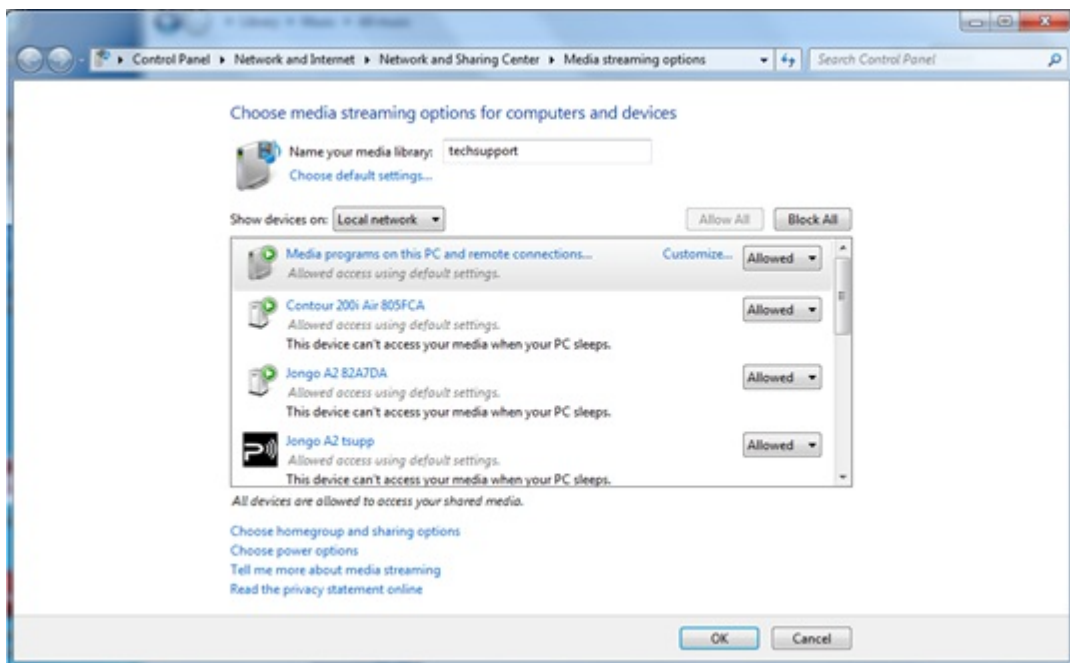 Control Panel ▸ Network and Internet ▸ Network and Sharing Center ▸ Media streaming options
Search Control Panel
Choose media streaming options for computers and devices
Name your media library: techsupport
Choose default settings...
Show devices on: Local network
Allow All
Block All
Media programs on this PC and remote connections... Customize... Allowed
Allowed access using default settings.
Contour 200i Air 805FCA Allowed
Allowed access using default settings.
This device can't access your media when your PC sleeps.
Jongo A2 82A7DA Allowed
Allowed access using default settings.
This device can't access your media when your PC sleeps.
Jongo A2 tsupp Allowed
Allowed access using default settings.
This device can't access your media when your PC sleeps.
All devices are allowed to access your shared media.
Choose homegroup and sharing options
Choose power options
Tell me more about media streaming
Read the privacy statement online
OK Cancel